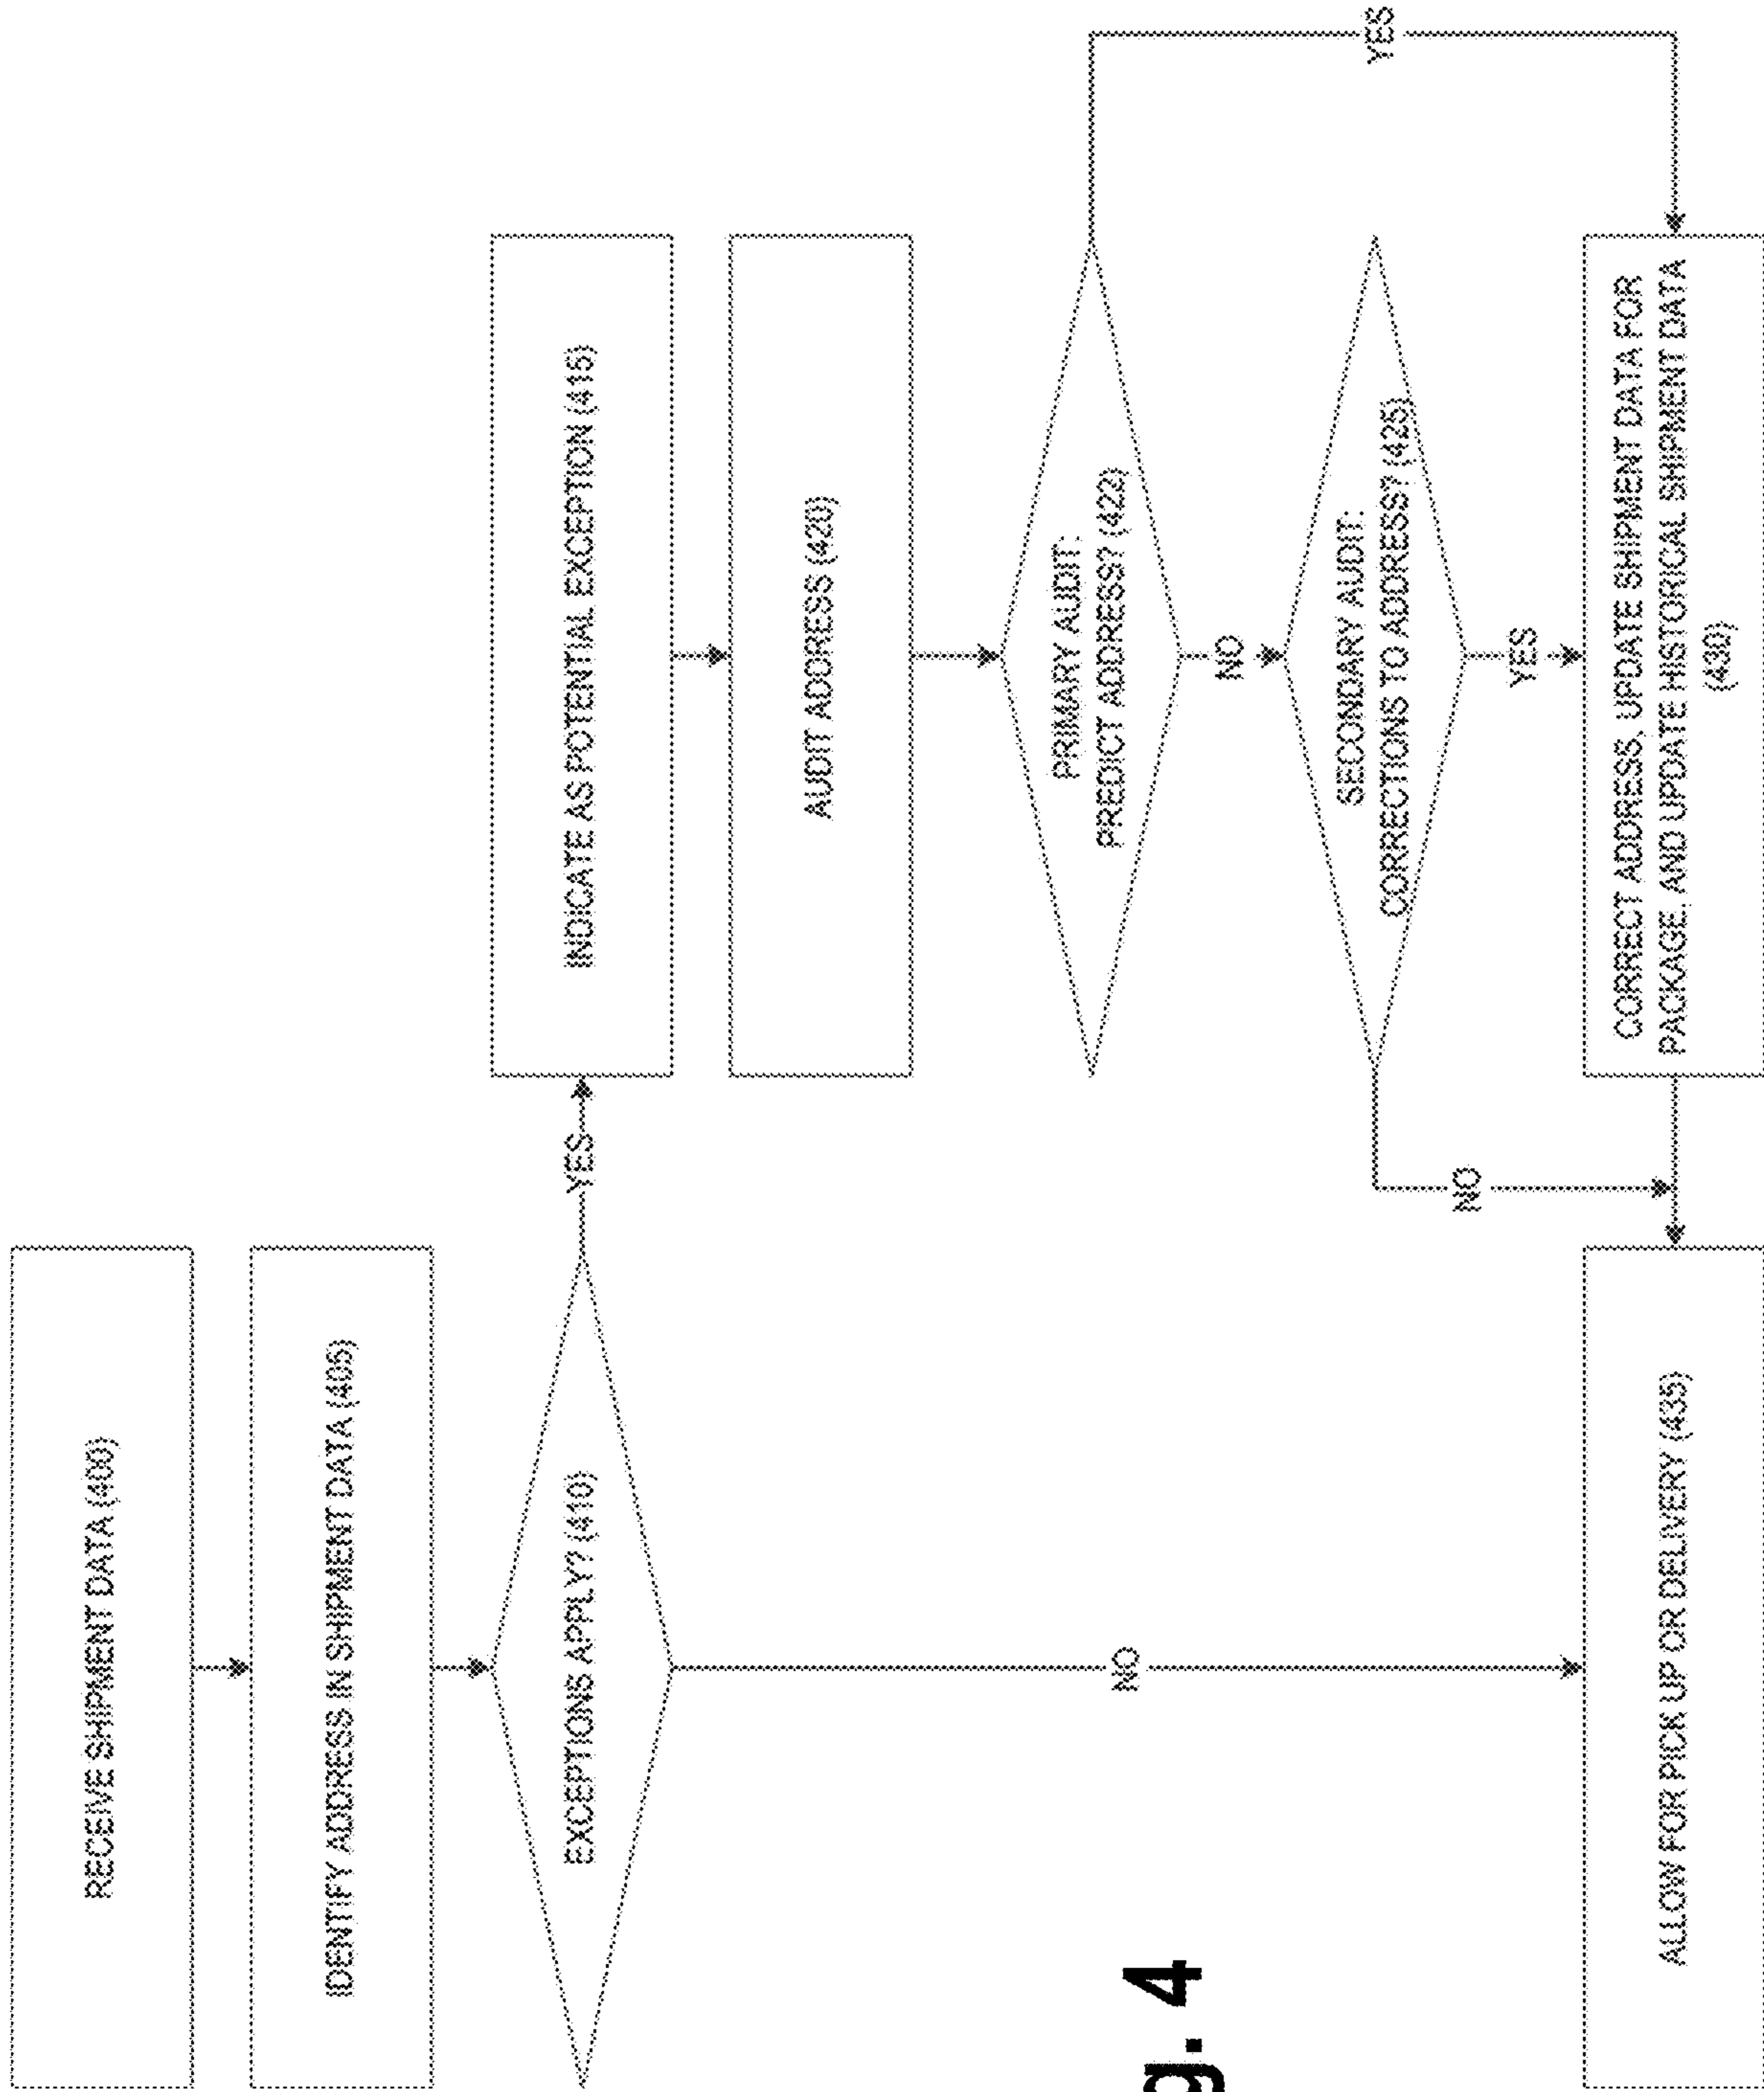 RECEIVE SHIPMENT DATA (400)
IDENTIFY ADDRESS IN SHIPMENT DATA (405)
EXCEPTIONS APPLY? (410)
YES
INDICATE AS POTENTIAL EXCEPTION (415)
AUDIT ADDRESS (420)
PRIMARY AUDIT:
PREDICT ADDRESS? (422)
YES
NO
SECONDARY AUDIT:
CORRECTIONS TO ADDRESS? (425)
NO
YES
CORRECT ADDRESS, UPDATE SHIPMENT DATA FOR
PACKAGE, AND UPDATE HISTORICAL SHIPMENT DATA
(430)
NO
ALLOW FOR PICK UP OR DELIVERY (435)
g. 4